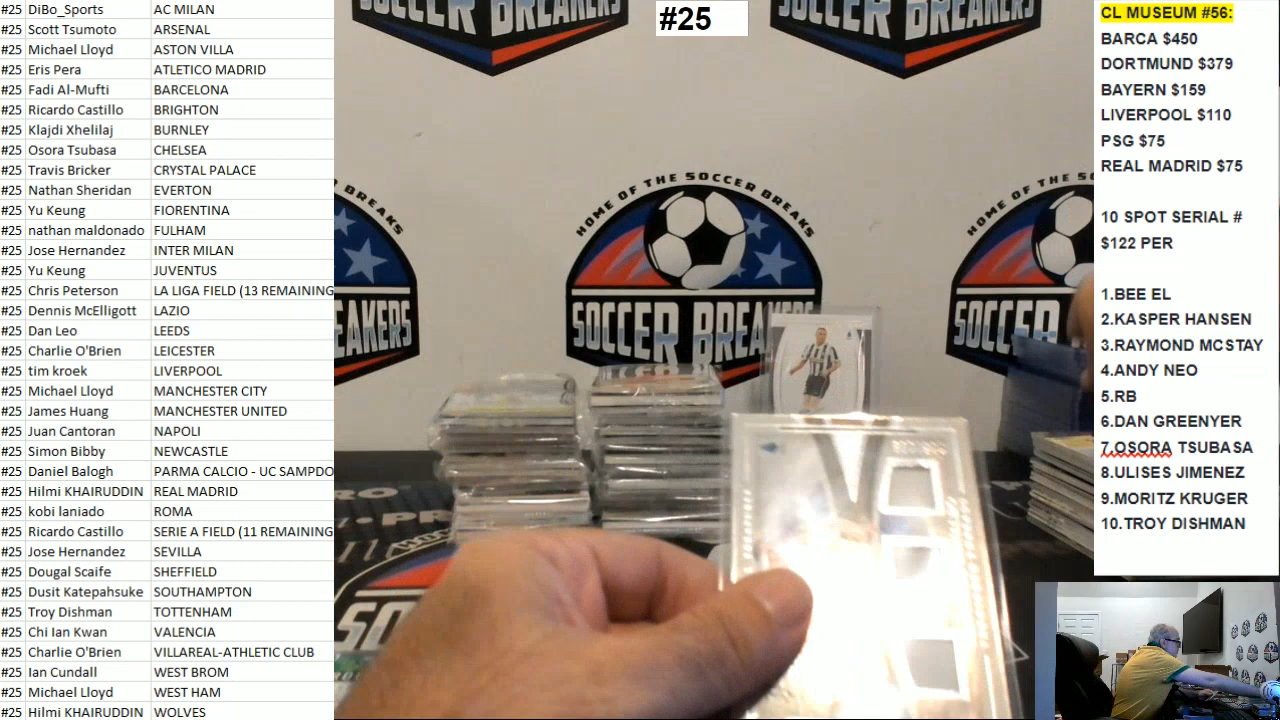 #25 DiBo_Sports AC MILAN
#25 Scott Tsumoto ARSENAL
#25 Michael Lloyd ASTON VILLA
#25 Eris Pera ATLETICO MADRID
#25 Fadi Al-Mufti BARCELONA
#25 Ricardo Castillo BRIGHTON
#25 Klajdi Xhelilaj BURNLEY
#25 Osora Tsubasa CHELSEA
#25 Travis Bricker CRYSTAL PALACE
#25 Nathan Sheridan EVERTON
#25 Yu Keung FIORENTINA
#25 nathan maldonado FULHAM
#25 Jose Hernandez INTER MILAN
#25 Yu Keung JUVENTUS
#25 Chris Peterson LA LIGA FIELD (13 REMAINING
#25 Dennis McElligott LAZIO
#25 Dan Leo LEEDS
#25 Charlie O'Brien LEICESTER
#25 tim kroek LIVERPOOL
#25 Michael Lloyd MANCHESTER CITY
#25 James Huang MANCHESTER UNITED
#25 Juan Cantoran NAPOLI
#25 Simon Bibby NEWCASTLE
#25 Daniel Balogh PARMA CALCIO - UC SAMPDO
#25 Hilmi KHAIRUDDIN REAL MADRID
#25 kobi laniado ROMA
#25 Ricardo Castillo SERIE A FIELD (11 REMAINING
#25 Jose Hernandez SEVILLA
#25 Dougal Scaife SHEFFIELD
#25 Dusit Katepahsuke SOUTHAMPTON
#25 Troy Dishman TOTTENHAM
#25 Chi Ian Kwan VALENCIA
#25 Charlie O'Brien VILLAREAL-ATHLETIC CLUB
#25 Ian Cundall WEST BROM
#25 Michael Lloyd WEST HAM
#25 Hilmi KHAIRUDDIN WOLVES
SOCCER BREAKERS
#25
SOCCER BREAKERS
HOME OF THE SOCCER BREAKS
SOCCER BREA
BREAKS
EAKERS
HOME OF THE SO
SOCCER
CL MUSEUM #56:
BARCA $450
DORTMUND $379
BAYERN $159
LIVERPOOL $110
PSG $75
REAL MADRID $75
10 SPOT SERIAL #
$122 PER
1.BEE EL
2.KASPER HANSEN
3.RAYMOND MCSTAY
4.ANDY NEO
5.RB
6.DAN GREENYER
7.OSORA TSUBASA
8.ULISES JIMENEZ
9.MORITZ KRUGER
10.TROY DISHMAN